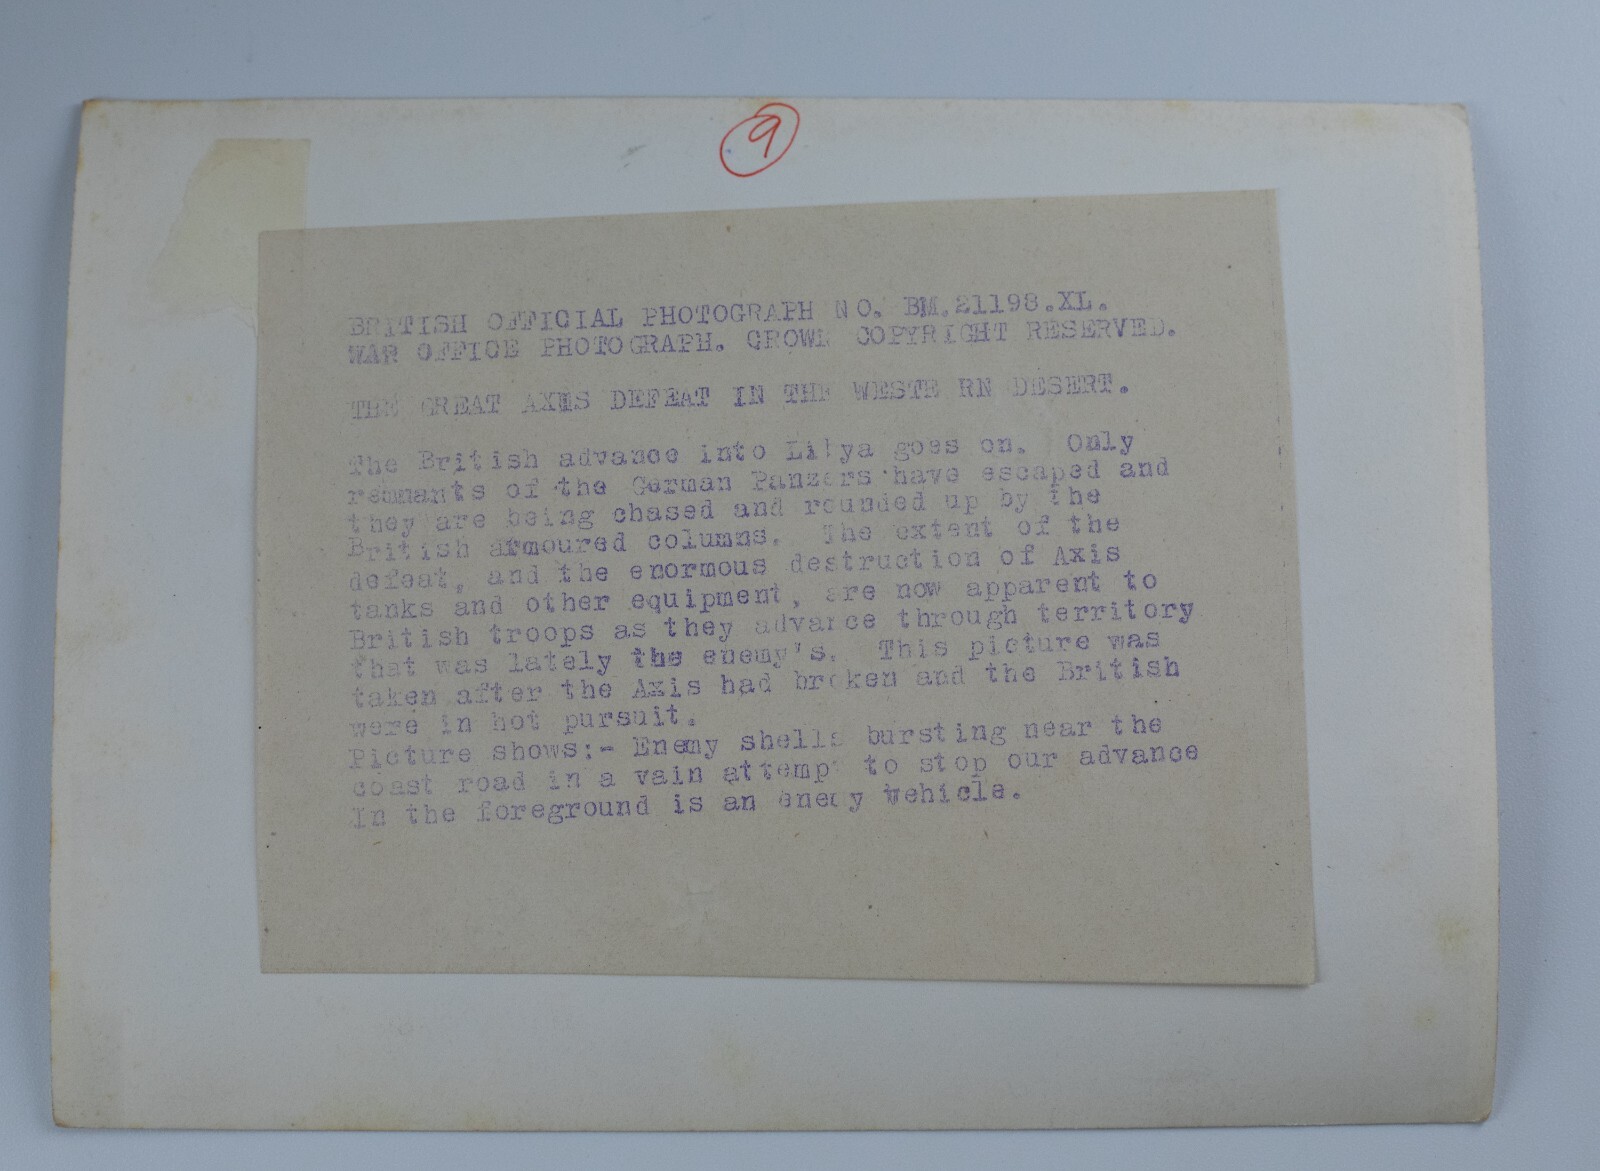 9
BRITISH OFFICIAL PHOTOGRAPH NO. BM.21198.XL.
WAR OFFICE PHOTOGRAPH. CROWN COPYRIGHT RESERVED.
THE GREAT AXIS DEFEAT IN THE WESTE RN DESERT.
The British advance into Libya goes on. Only
remnants of the German Panzers have escaped and
they are being chased and rounded up by the
British armoured columns. The extent of the
defeat, and the enormous destruction of Axis
tanks and other equipment, are now apparent to
British troops as they advance through territory
that was lately the enemy's. This picture was
taken after the Axis had broken and the British
were in hot pursuit.
Picture shows:- Enemy shells bursting near the
coast road in a vain attempt to stop our advance
In the foreground is an enemy vehicle.